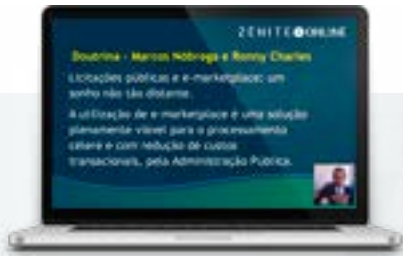 ZÊNITE ONLINE
Doutrina - Marcos Nóbrega e Ronny Charles
Licitações públicas e e-marketplace: um
sonho não tão distante.
A utilização de e-marketplace é uma solução
plenamente viável para o processamento
célere e com redução de custos
transacionais, pela Administração Pública.